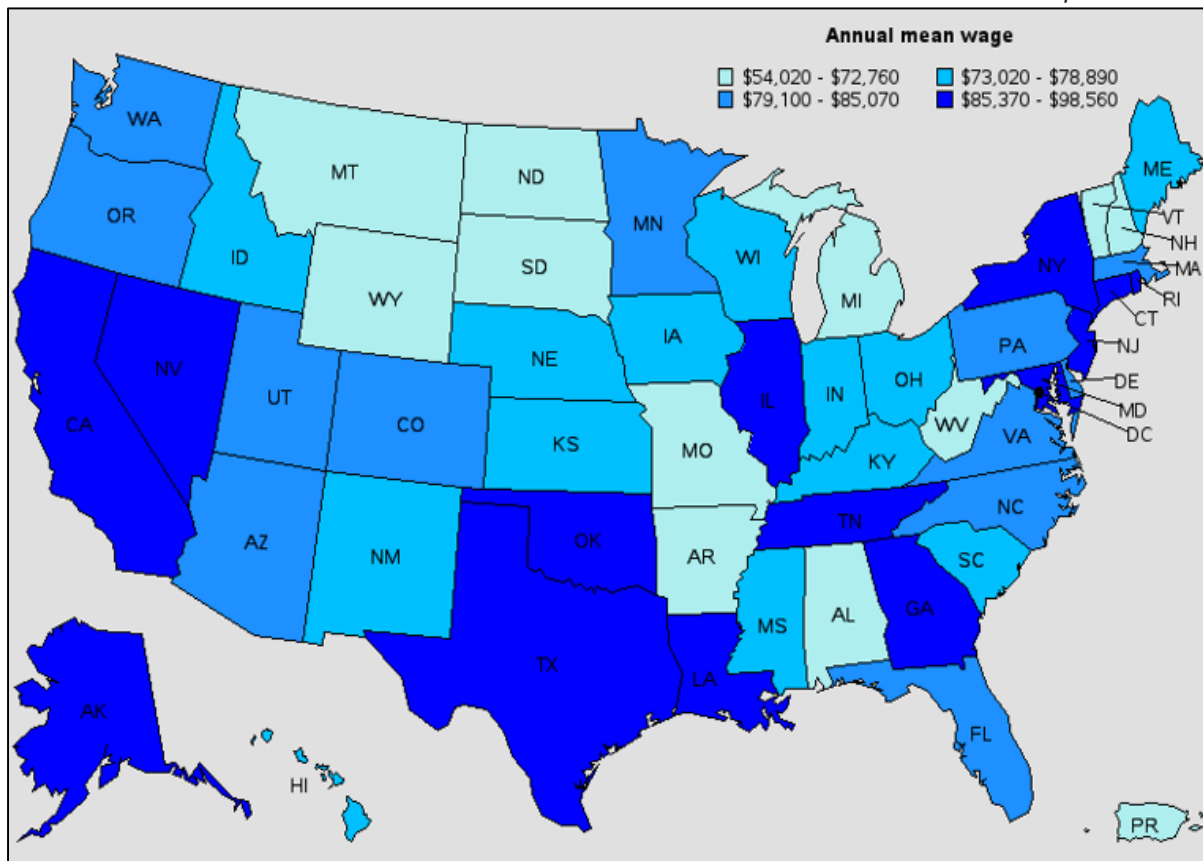 Annual mean wage
$54,020 - $72,760 $73,020 - $78,890
$79,100 - $85,070 $85,370 - $98,560
WA
MT
ND
ME
OR
MN
VT
ID
SD
WI
NY
NH
WY
MI
MA
RI
CT
IA
PA
NJ
NV
NE
OH
UT
IL
IN
DE
CA
CO
WV
MD
VA
DC
KS
MO
KY
NC
TN
AZ
OK
NM
AR
SC
MS
AL
GA
TX
LA
AK
FL
HI
PR